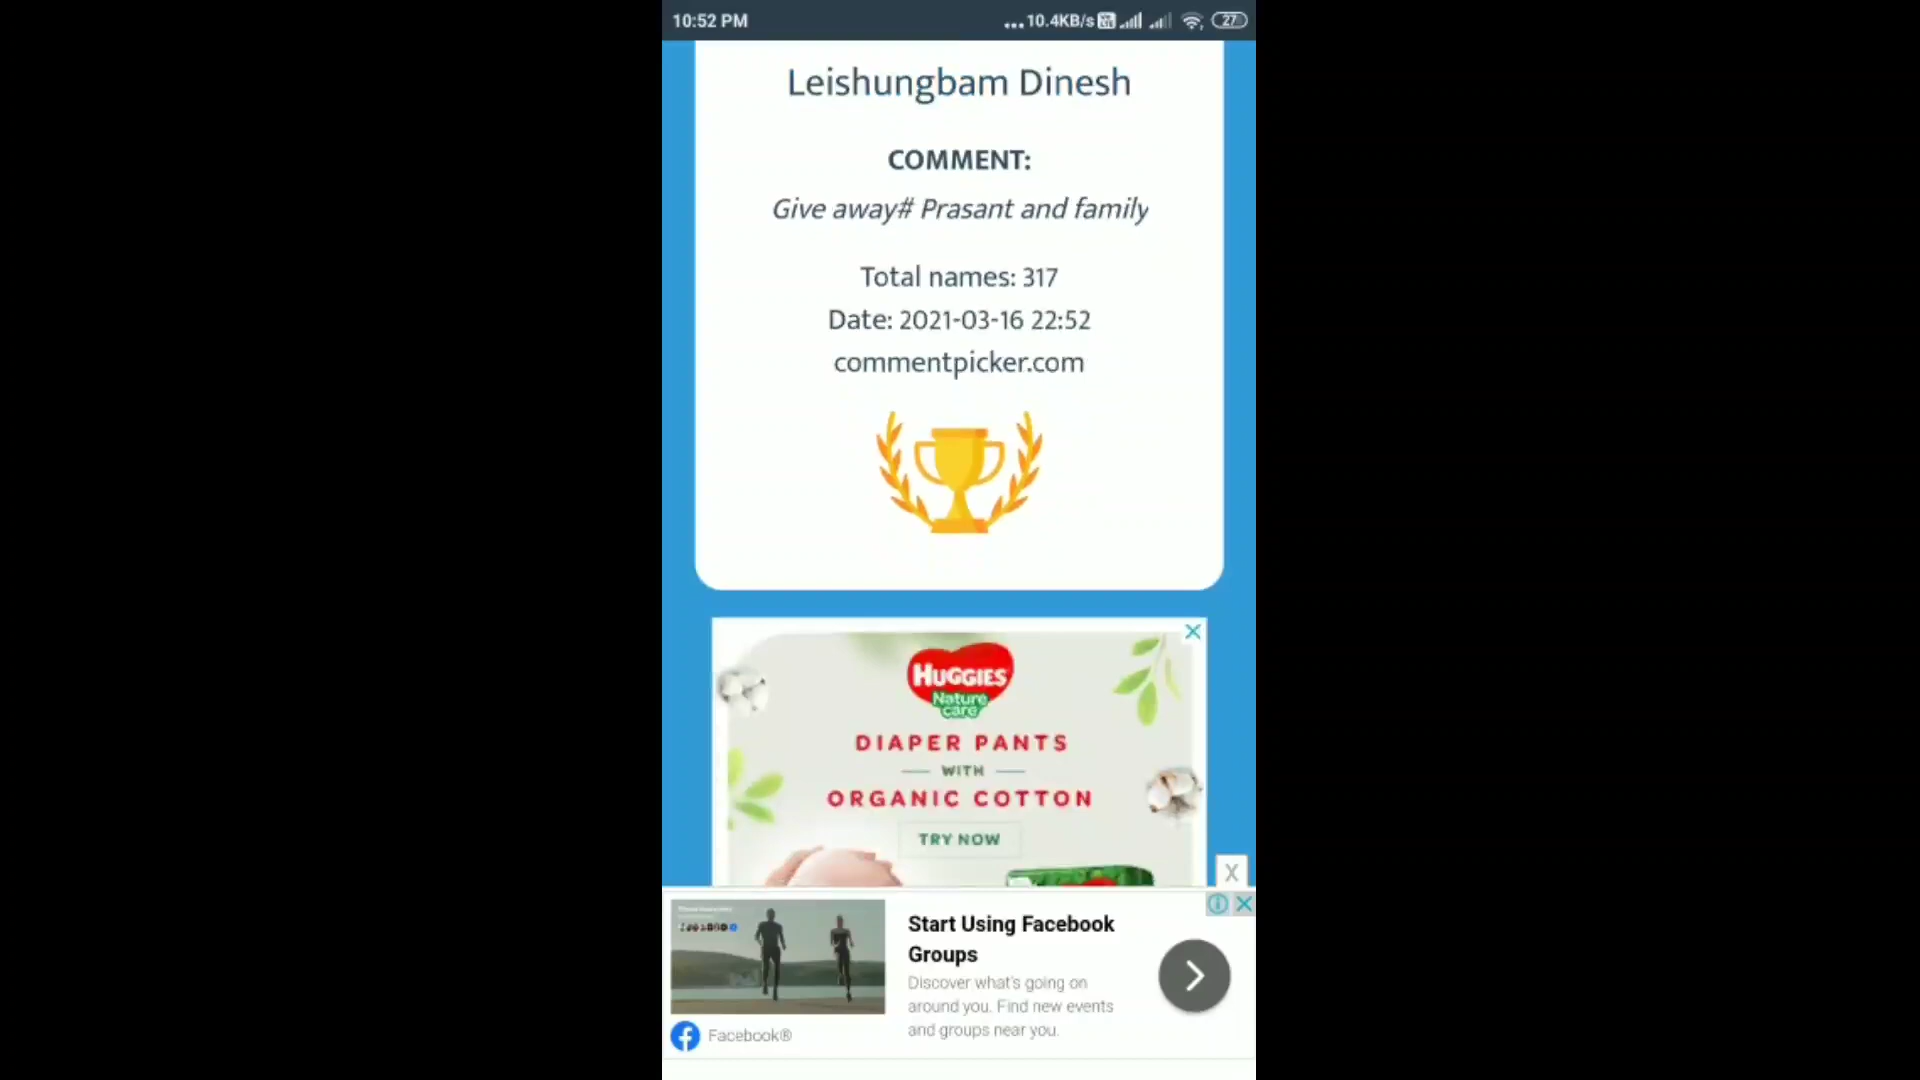 10:52 PM
...10.4KB/s
27
Leishungbam Dinesh
COMMENT:
Give away# Prasant and family
Total names: 317
Date: 2021-03-16 22:52
commentpicker.com
HUGGIES
Nature
care
DIAPER PANTS
WITH
ORGANIC COTTON
TRY NOW
X
Start Using Facebook
Groups
Discover what's going on
around you. Find new events
and groups near you.
Facebook®